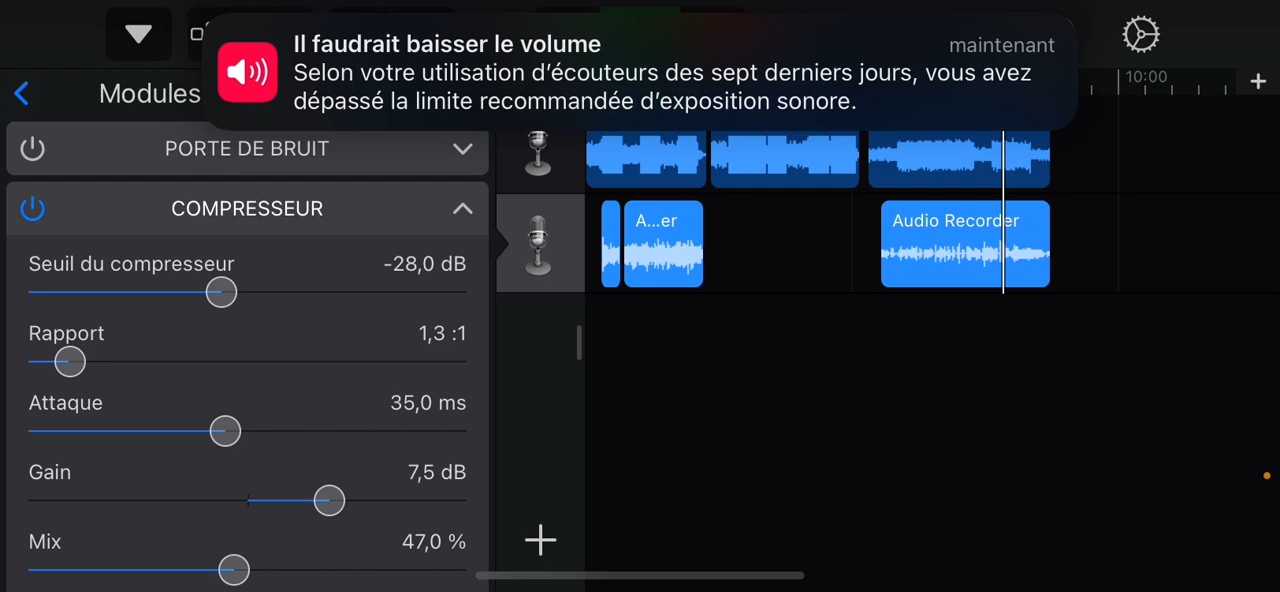 Il faudrait baisser le volume
maintenant
Selon votre utilisation d'écouteurs des sept derniers jours, vous avez
dépassé la limite recommandée d'exposition sonore.
Modules
10:00
PORTE DE BRUIT
COMPRESSEUR
A...er
Audio Recorder
Seuil du compresseur -28,0 dB
Rapport 1,3 :1
Attaque 35,0 ms
Gain 7,5 dB
Mix 47,0 %